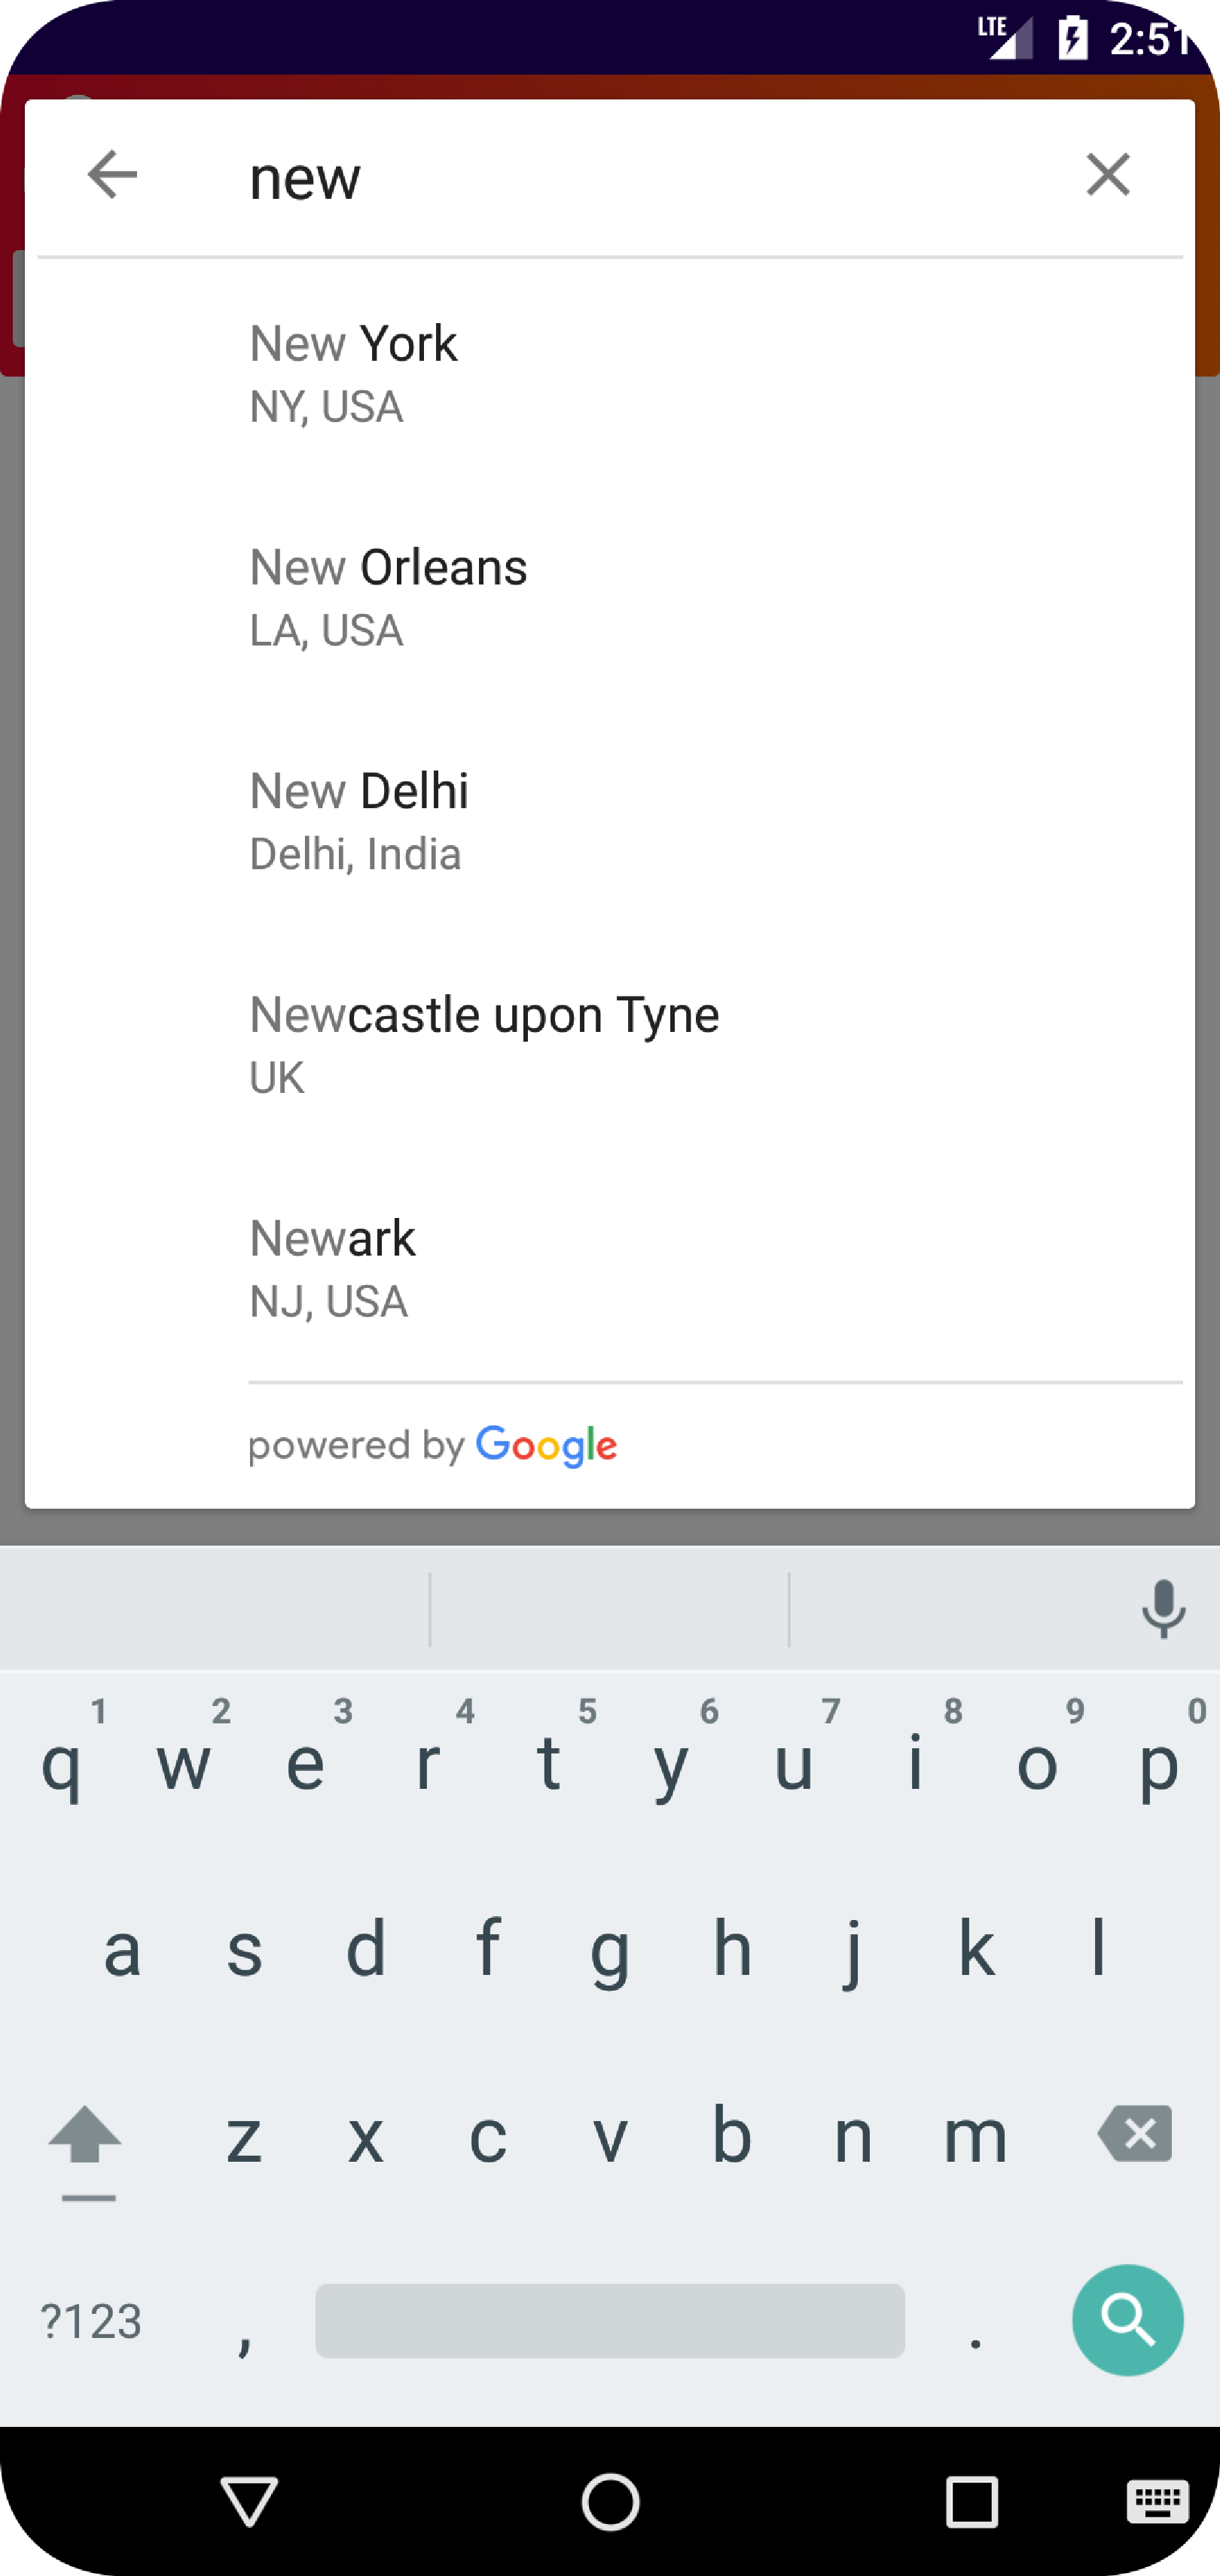 LTE 2:51
new
New York
NY, USA
New Orleans
LA, USA
New Delhi
Delhi, India
Newcastle upon Tyne
UK
Newark
NJ, USA
powered by Google
1 2 3 4 5 6 7 8 9 0
q w e r t y u i o p
a s d f g h j k l
z x c v b n m
?123 , .